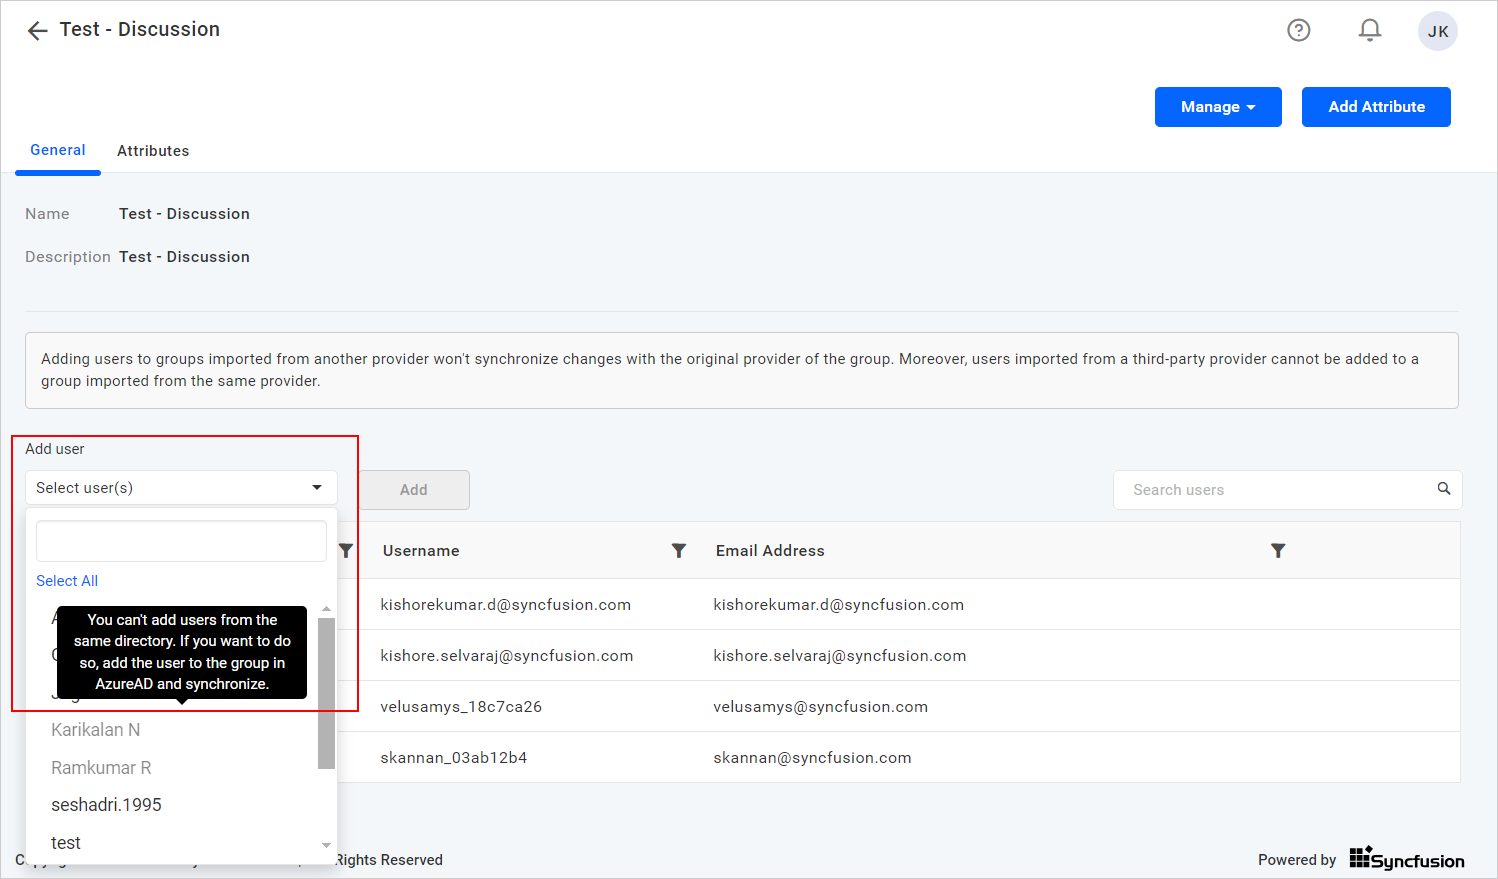 Test - Discussion
JK
Manage
Add Attribute
General
Attributes
Name
Test - Discussion
Description
Test - Discussion
Adding users to groups imported from another provider won't synchronize changes with the original provider of the group. Moreover, users imported from a third-party provider cannot be added to a
group imported from the same provider.
Add user
Select user(s)
Add
Search users
Select All
Username
Email Address
You can't add users from the
same directory. If you want to do
so, add the user to the group in
AzureAD and synchronize.
kishorekumar.d@syncfusion.com
kishorekumar.d@syncfusion.com
kishore.selvaraj@syncfusion.com
kishore.selvaraj@syncfusion.com
velusamys_18c7ca26
velusamys@syncfusion.com
skannan_03ab12b4
skannan@syncfusion.com
Karikalan N
Ramkumar R
seshadri.1995
test
Rights Reserved
Powered by
Syncfusion